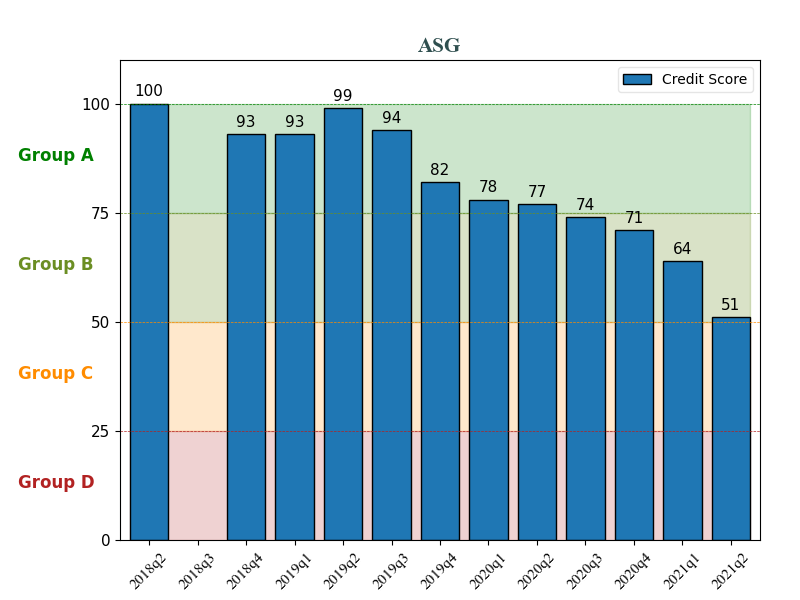 ASG
Credit Score
100
75
50
25
0
Group A
Group B
Group C
Group D
100
93
93
99
94
82
78
77
74
71
64
51
2018q2
2018q3
2018q4
2019q1
2019q2
2019q3
2019q4
2020q1
2020q2
2020q3
2020q4
2021q1
2021q2